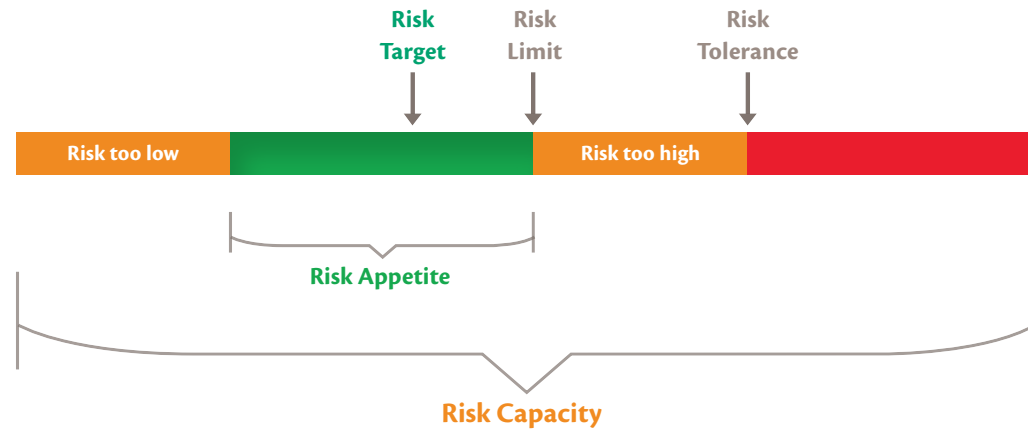 Risk
Target
Risk
Limit
Risk
Tolerance
Risk too low
Risk too high
Risk Appetite
Risk Capacity